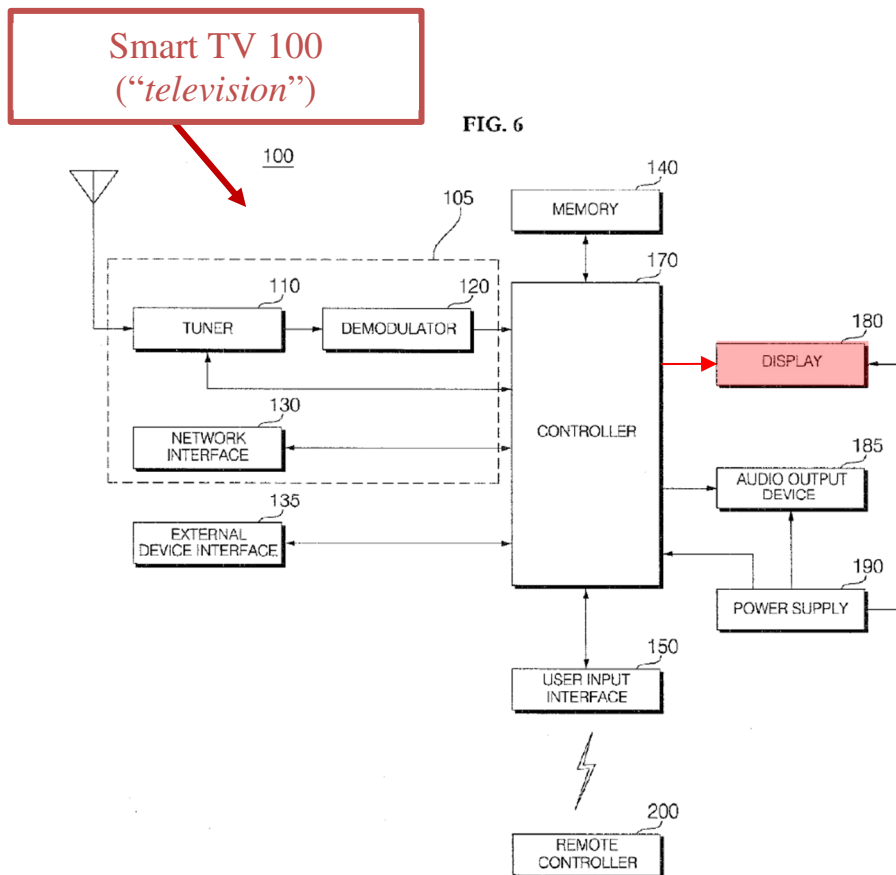 Smart TV 100
(“television”)
FIG. 6
100
140
MEMORY
105
170
110
120
TUNER
DEMODULATOR
180
DISPLAY
130
NETWORK
INTERFACE
CONTROLLER
185
AUDIO OUTPUT
DEVICE
135
EXTERNAL
DEVICE INTERFACE
190
POWER SUPPLY
150
USER INPUT
INTERFACE
200
REMOTE
CONTROLLER